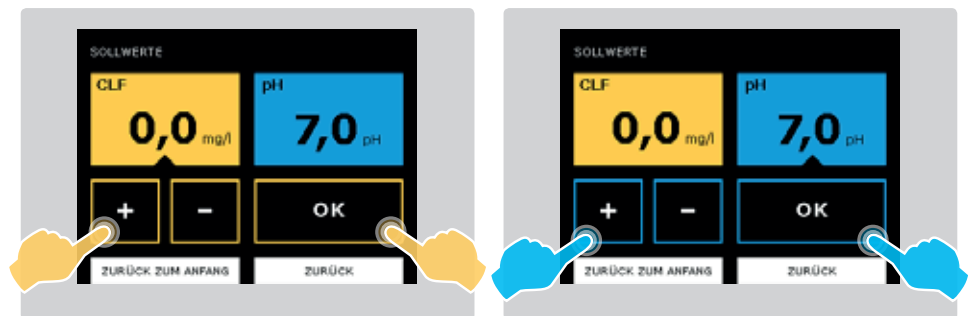 SOLLWERTE
CLF
0,0 mg/l
pH
7,0 pH
+
-
OK
ZURÜCK ZUM ANFANG
ZURÜCK
SOLLWERTE
CLF
0,0 mg/l
pH
7,0 pH
+
-
OK
ZURÜCK ZUM ANFANG
ZURÜCK